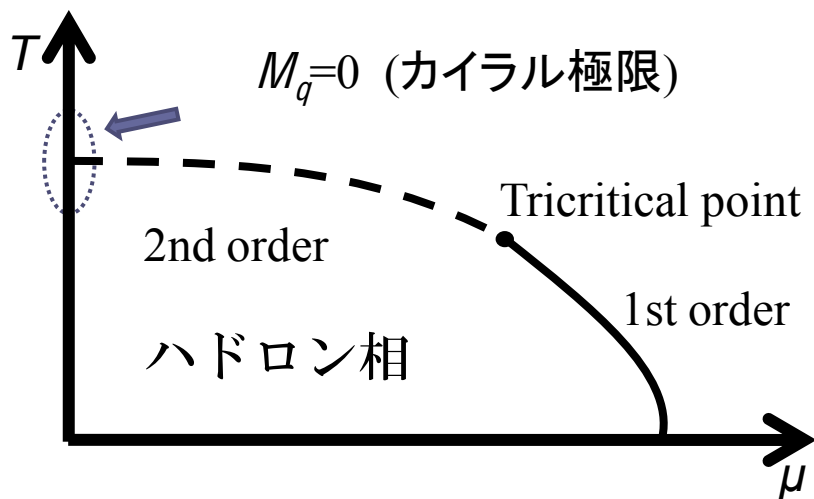 T
M_q=0 (カイラル極限)
Tricritical point
2nd order
1st order
ハドロン相
μ